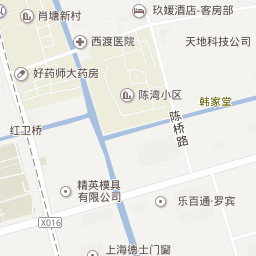 肖塘新村
玖媛酒店-客房部
西渡医院
天地科技公司
好药师大药房
陈湾小区
韩家堂
红卫桥
陈桥路
精英模具
有限公司
乐百通·罗宾
X016
上海德士门窗